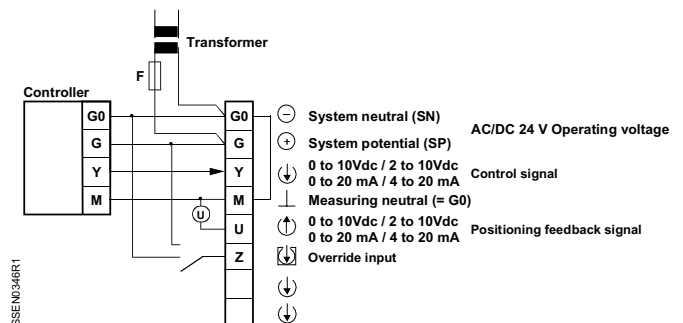 Transformer
F
Controller
G0 G0 System neutral (SN)
AC/DC 24 V Operating voltage
G G System potential (SP)
Y Y 0 to 10Vdc / 2 to 10Vdc
0 to 20 mA / 4 to 20 mA Control signal
M M Measuring neutral (= G0)
U U 0 to 10Vdc / 2 to 10Vdc
0 to 20 mA / 4 to 20 mA Positioning feedback signal
Z Override input
SSEN0346R1